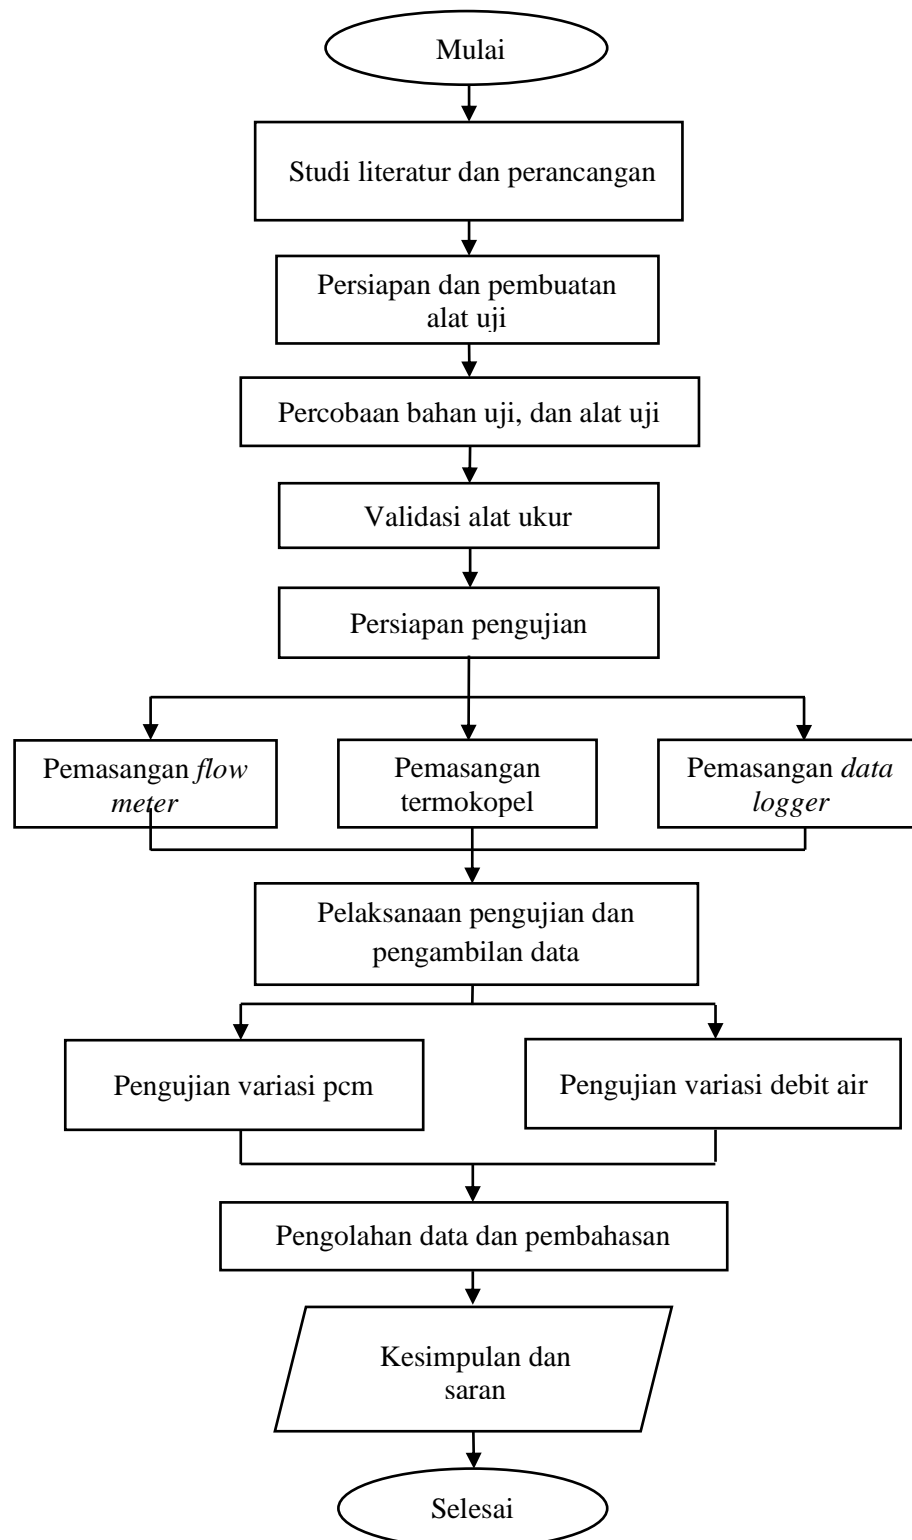 Mulai
Studi literatur dan perancangan
Persiapan dan pembuatan
alat uji
Percobaan bahan uji, dan alat uji
Validasi alat ukur
Persiapan pengujian
Pemasangan flow
meter
Pemasangan
termokopel
Pemasangan data
logger
Pelaksanaan pengujian dan
pengambilan data
Pengujian variasi pcm
Pengujian variasi debit air
Pengolahan data dan pembahasan
Kesimpulan dan
saran
Selesai